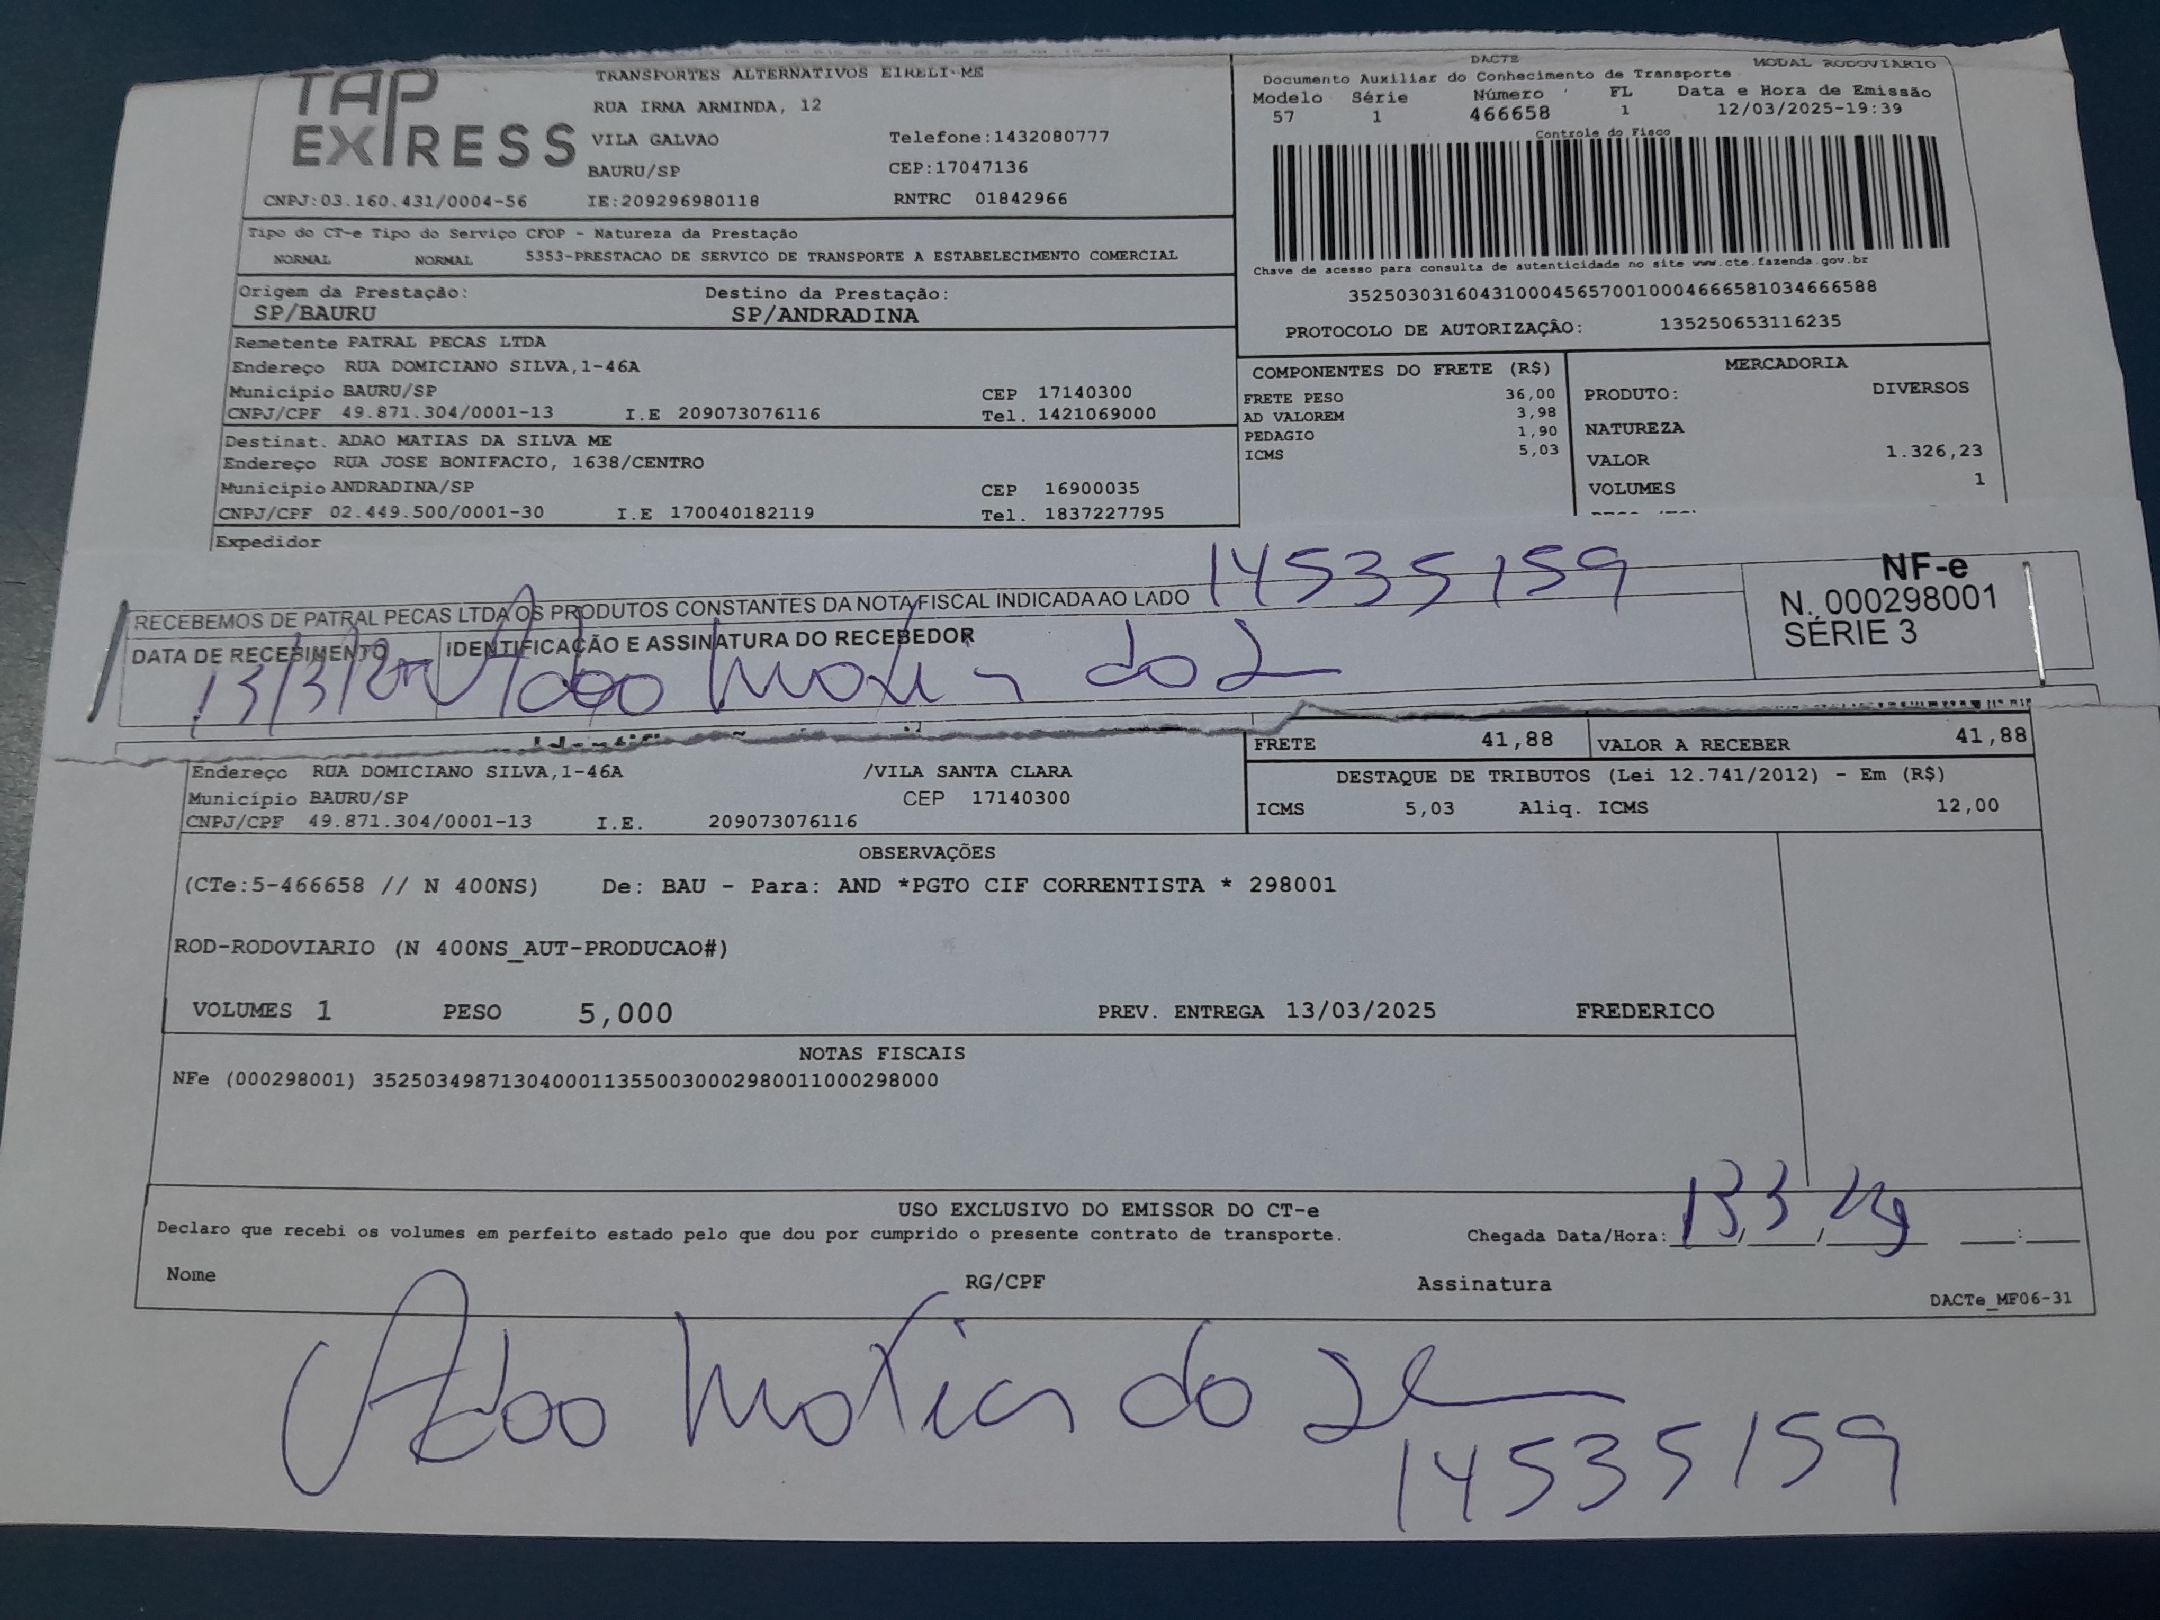 TAP
EXPRESS
TRANSPORTES ALTERNATIVOS EIRELI-ME
RUA IRMA ARMINDA, 12
VILA GALVAO Telefone:1432080777
BAURU/SP CEP:17047136
CNPJ:03.160.431/0004-56 IE:209296980118 RNTRC 01842966
DACTE MODAL RODOVIARIO
Documento Auxiliar do Conhecimento de Transporte
Modelo Série Número FL Data e Hora de Emissão
57 1 466658 1 12/03/2025-19:39
Controle do Fisco
Chave de acesso para consulta de autenticidade no site www.cte.fazenda.gov.br
35250303160431000456570010004666581034666588
PROTOCOLO DE AUTORIZAÇÃO: 135250653116235
Tipo do CT-e Tipo do Serviço CFOP - Natureza da Prestação
NORMAL NORMAL 5353-PRESTACAO DE SERVICO DE TRANSPORTE A ESTABELECIMENTO COMERCIAL
Origem da Prestação: Destino da Prestação:
SP/BAURU SP/ANDRADINA
Remetente PATRAL PECAS LTDA
Endereço RUA DOMICIANO SILVA,1-46A
Município BAURU/SP CEP 17140300
CNPJ/CPF 49.871.304/0001-13 I.E 209073076116 Tel. 1421069000
Destinat. ADAO MATIAS DA SILVA ME
Endereço RUA JOSE BONIFACIO, 1638/CENTRO
Município ANDRADINA/SP CEP 16900035
CNPJ/CPF 02.449.500/0001-30 I.E 170040182119 Tel. 1837227795
Expedidor
COMPONENTES DO FRETE (R$)
FRETE PESO 36,00
AD VALOREM 3,98
PEDAGIO 1,90
ICMS 5,03
MERCADORIA
PRODUTO: DIVERSOS
NATUREZA
VALOR 1.326,23
VOLUMES 1
14535159
RECEBEMOS DE PATRAL PECAS LTDA OS PRODUTOS CONSTANTES DA NOTA FISCAL INDICADA AO LADO
DATA DE RECEBIMENTO IDENTIFICAÇÃO E ASSINATURA DO RECEBEDOR
NF-e
N. 000298001
SÉRIE 3
13/3/
FRETE 41,88 VALOR A RECEBER 41,88
Endereço RUA DOMICIANO SILVA,1-46A /VILA SANTA CLARA
Município BAURU/SP CEP 17140300
CNPJ/CPF 49.871.304/0001-13 I.E. 209073076116
DESTAQUE DE TRIBUTOS (Lei 12.741/2012) - Em (R$)
ICMS 5,03 Aliq. ICMS 12,00
OBSERVAÇÕES
(CTe:5-466658 // N 400NS) De: BAU - Para: AND *PGTO CIF CORRENTISTA * 298001
ROD-RODOVIARIO (N 400NS_AUT-PRODUCAO#)
VOLUMES 1 PESO 5,000 PREV. ENTREGA 13/03/2025 FREDERICO
NOTAS FISCAIS
NFe (000298001) 35250349871304000113550030002980011000298000
USO EXCLUSIVO DO EMISSOR DO CT-e
Declaro que recebi os volumes em perfeito estado pelo que dou por cumprido o presente contrato de transporte. Chegada Data/Hora: 13 3
Nome RG/CPF Assinatura
DACTe_MF06-31
Adao Matias da
14535159